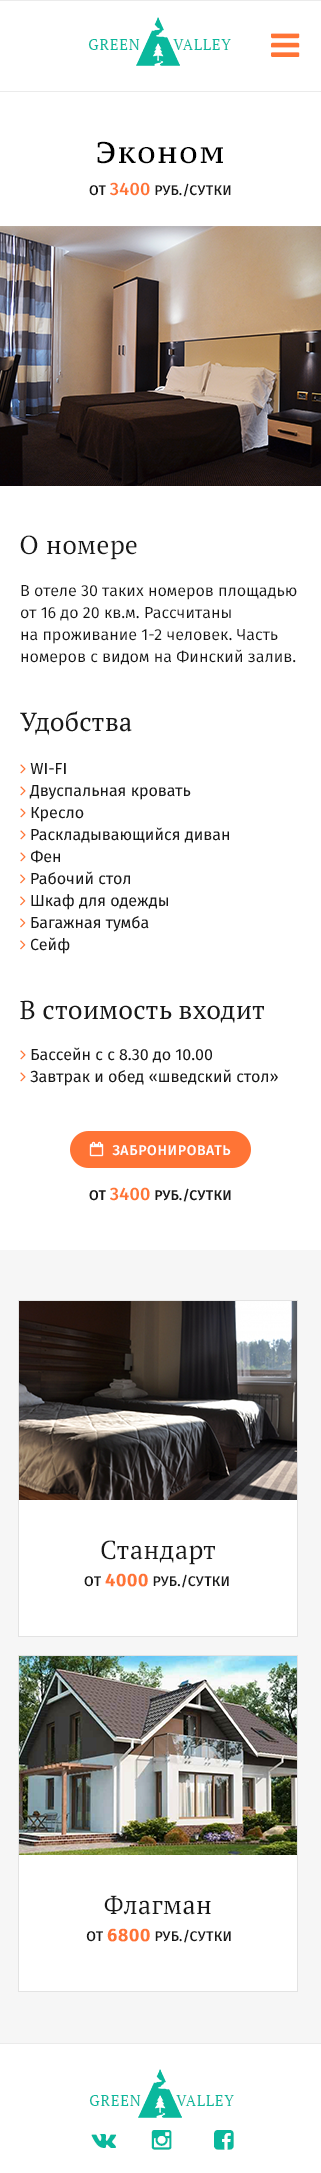 GREEN VALLEY
Эконом
ОТ 3400 РУБ./СУТКИ
О номере
В отеле 30 таких номеров площадью
от 16 до 20 кв.м. Рассчитаны
на проживание 1-2 человек. Часть
номеров с видом на Финский залив.
Удобства
WI-FI
Двуспальная кровать
Кресло
Раскладывающийся диван
Фен
Рабочий стол
Шкаф для одежды
Багажная тумба
Сейф
В стоимость входит
Бассейн с с 8.30 до 10.00
Завтрак и обед «шведский стол»
ЗАБРОНИРОВАТЬ
ОТ 3400 РУБ./СУТКИ
Стандарт
ОТ 4000 РУБ./СУТКИ
Флагман
ОТ 6800 РУБ./СУТКИ
GREEN VALLEY